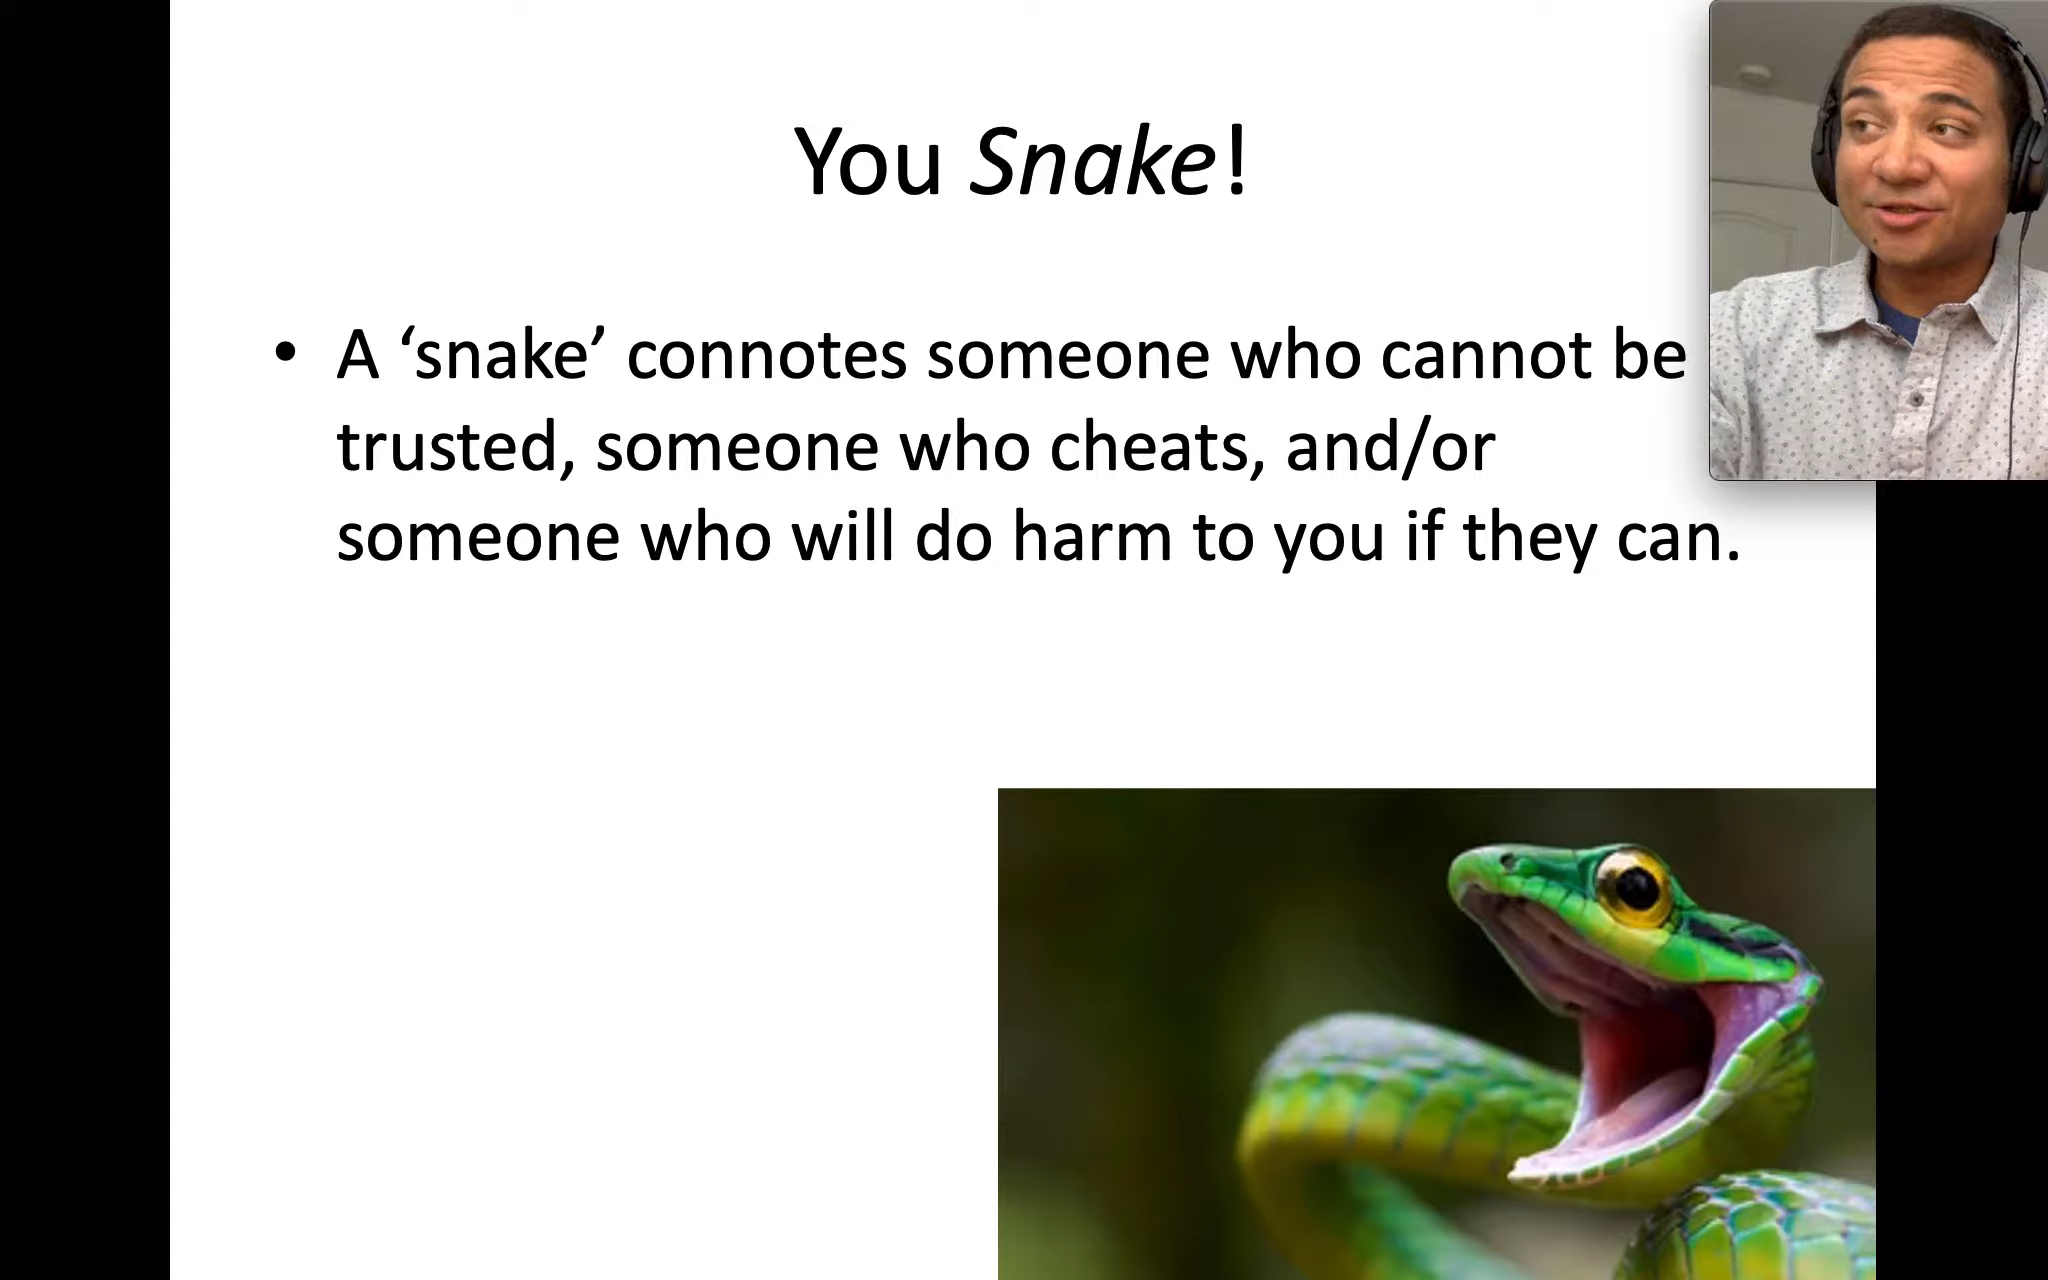 You Snake!
• A ‘snake’ connotes someone who cannot be
trusted, someone who cheats, and/or
someone who will do harm to you if they can.